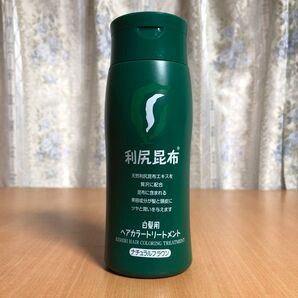 利尻昆布
天然利尻昆布エキスを
贅沢に配合
昆布に含まれる
美容成分が髪と頭皮に
ツヤと潤いを与えます
白髪用
ヘアカラートリートメント
RISHIRI HAIR COLORING TREATMENT
ナチュラルブラウン